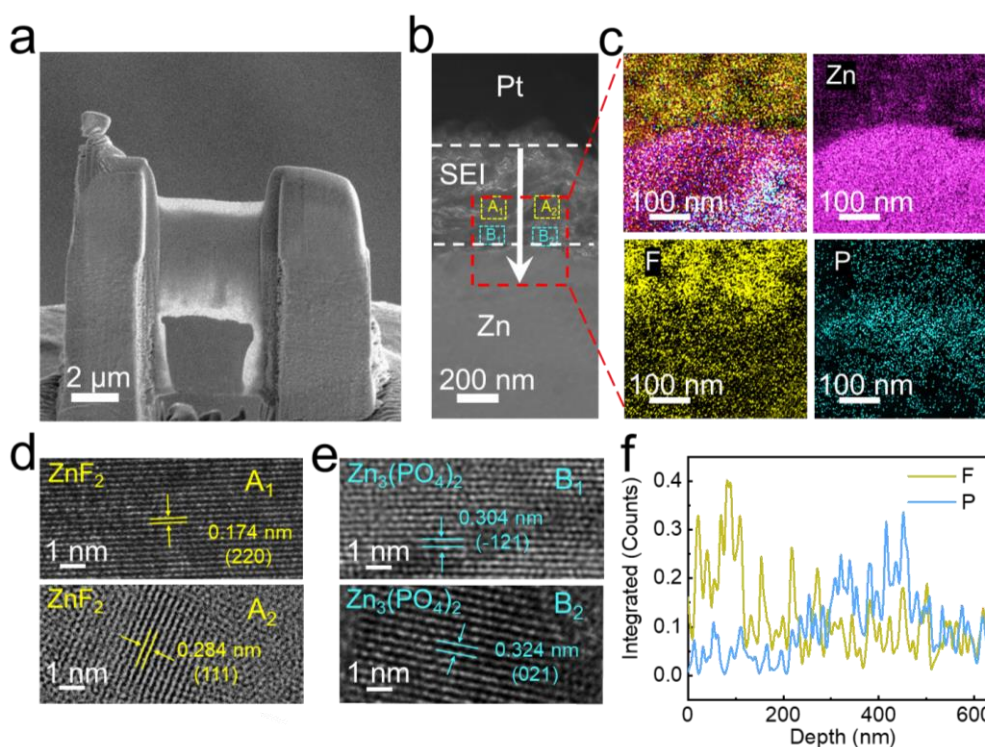 a
2 μm
b
Pt
SEI
A₁
A₂
B
B
Zn
200 nm
c
100 nm
Zn
100 nm
F
100 nm
P
100 nm
d
ZnF₂
A₁
0.174 nm
(220)
1 nm
ZnF₂
A₂
0.284 nm
(111)
1 nm
e
Zn₃(PO₄)₂
B₁
0.304 nm
(-121)
1 nm
Zn₃(PO₄)₂
B₂
0.324 nm
(021)
1 nm
f
F
P
Integrated (Counts)
0.4
0.3
0.2
0.1
0.0
0
200
400
600
Depth (nm)